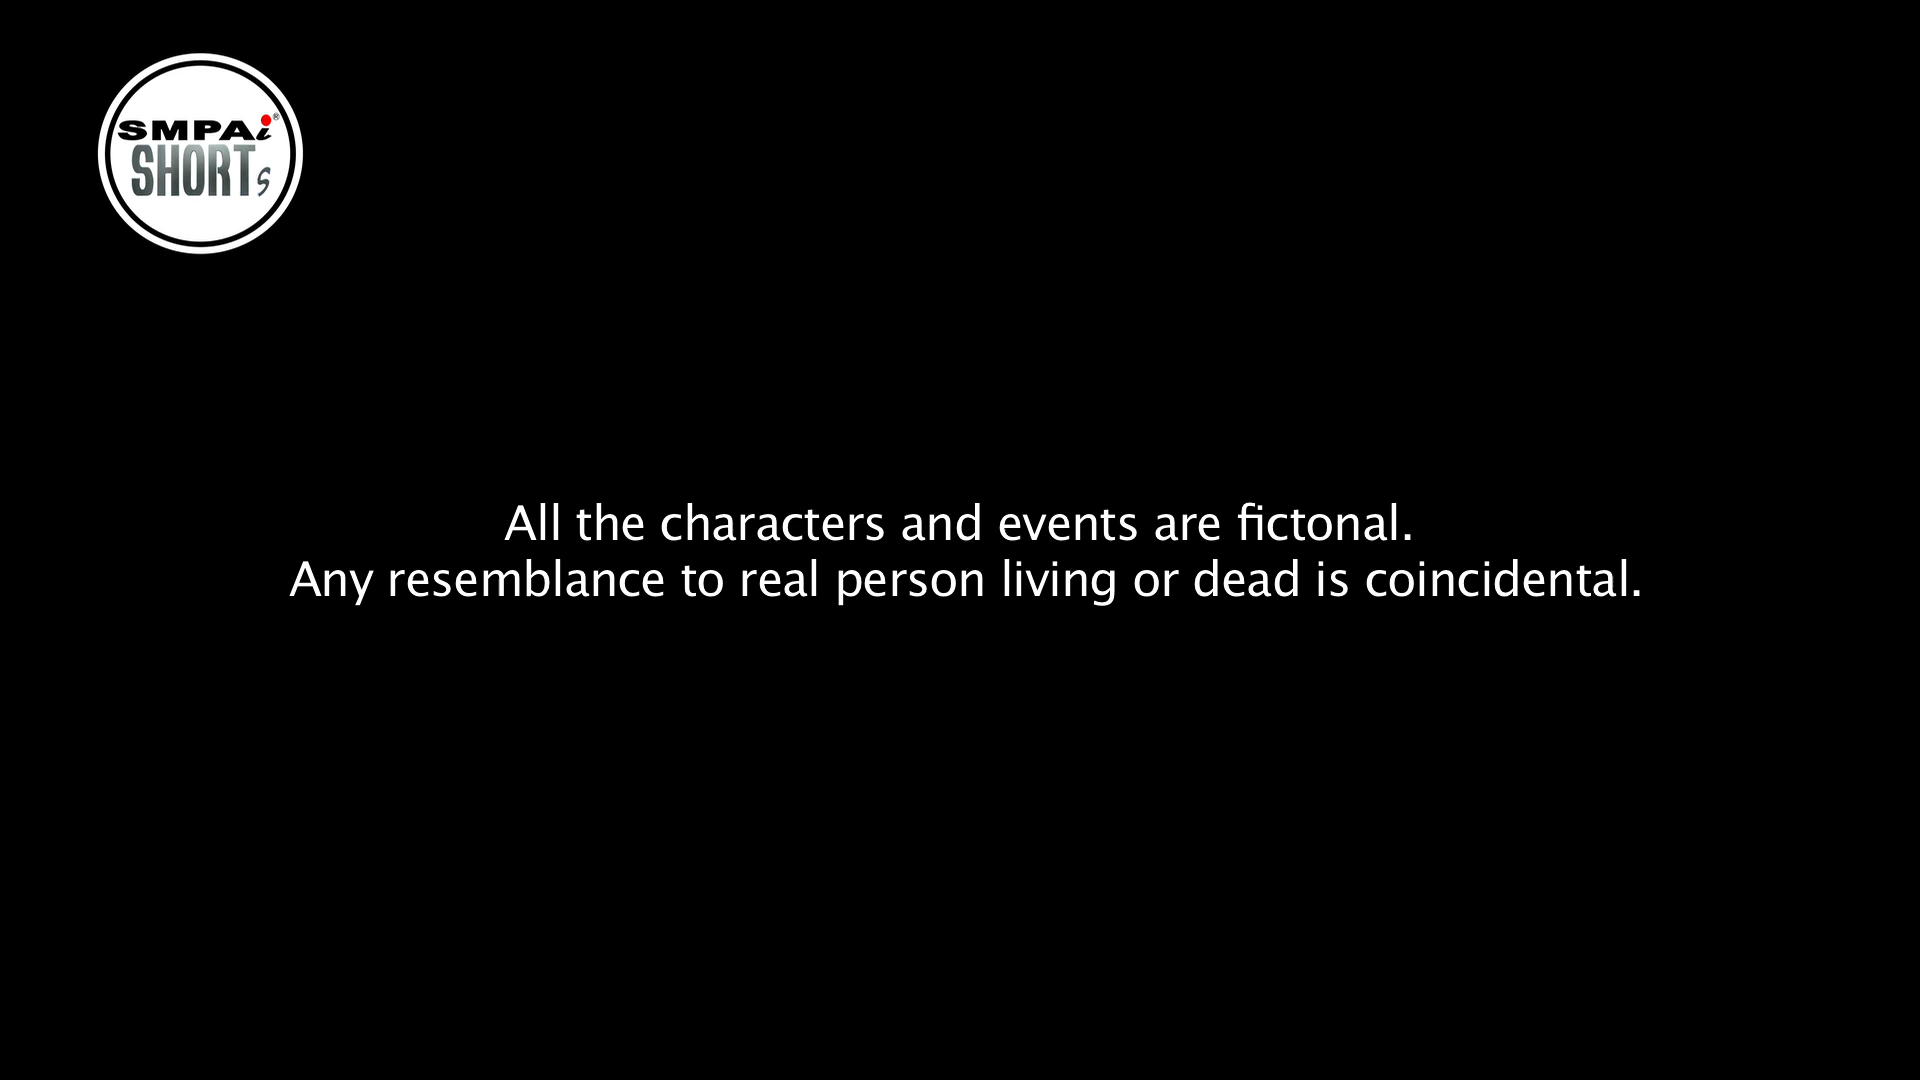 SMPAi®
SHORTs
All the characters and events are fictonal.
Any resemblance to real person living or dead is coincidental.